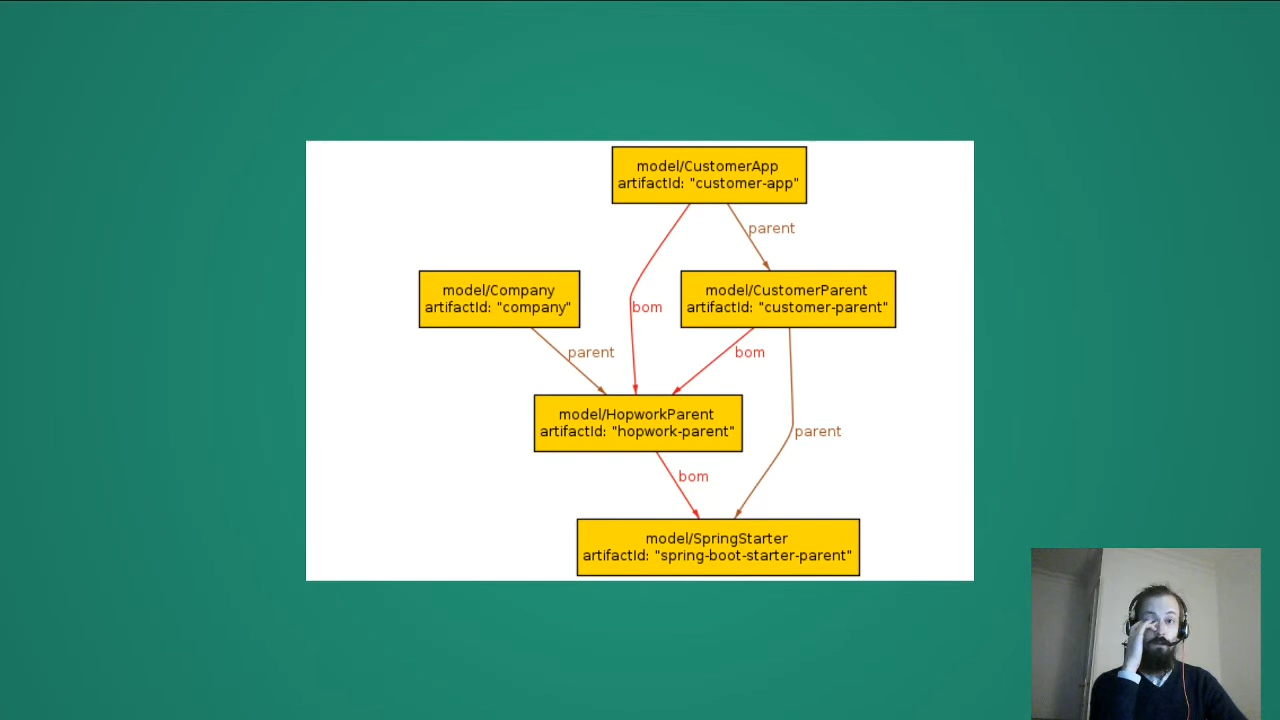 model/CustomerApp
artifactId: "customer-app"
parent
model/Company
artifactId: "company"
bom
model/CustomerParent
artifactId: "customer-parent"
parent
bom
model/HopworkParent
artifactId: "hopwork-parent"
parent
bom
model/SpringStarter
artifactId: "spring-boot-starter-parent"